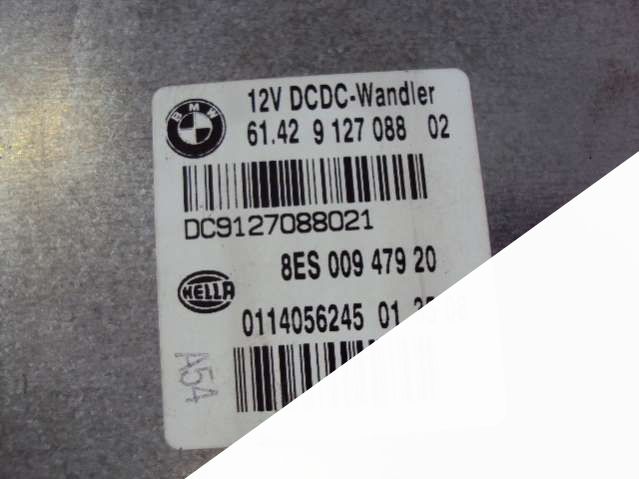 BMW
12V DCDC-Wandler
61.42 9 127 088 02
DC9127088021
8ES 009 479 20
HELLA
0114056245 01
A54